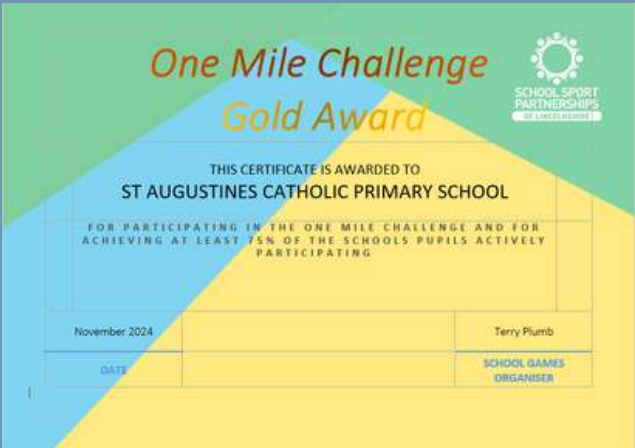 One Mile Challenge
Gold Award
SCHOOL SPORT
PARTNERSHIPS
OF LINCOLNSHIRE
THIS CERTIFICATE IS AWARDED TO
ST AUGUSTINES CATHOLIC PRIMARY SCHOOL
FOR PARTICIPATING IN THE ONE MILE CHALLENGE AND FOR
ACHIEVING AT LEAST 75% OF THE SCHOOLS PUPILS ACTIVELY
PARTICIPATING
November 2024
Terry Plumb
DATE
SCHOOL GAMES
ORGANISER